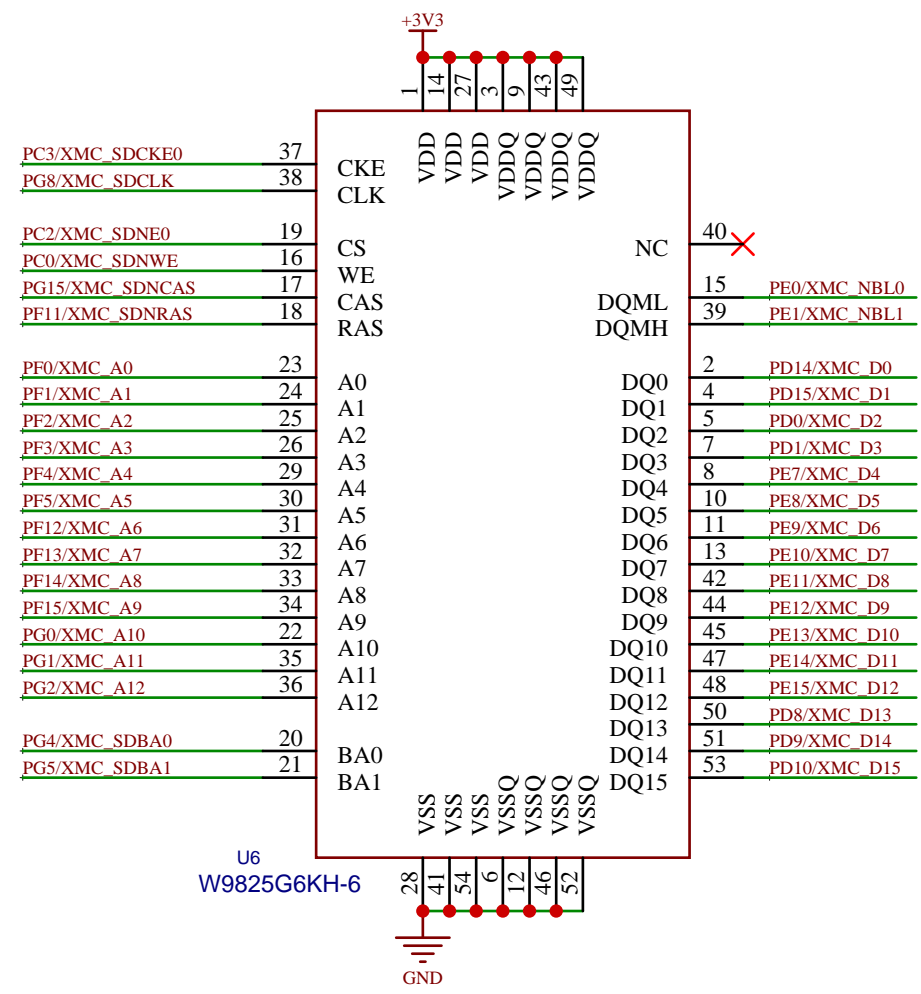 +3V3
1 14 27 3 9 43 49
VDD VDD VDD VDDQ VDDQ VDDQ VDDQ
PC3/XMC_SDCKE0 37 CKE
PG8/XMC_SDCLK 38 CLK
PC2/XMC_SDNE0 19 CS NC 40
PC0/XMC_SDNWE 16 WE
PG15/XMC_SDNCAS 17 CAS DQML 15 PE0/XMC_NBL0
PF11/XMC_SDNRAS 18 RAS DQMH 39 PE1/XMC_NBL1
PF0/XMC_A0 23 A0 DQ0 2 PD14/XMC_D0
PF1/XMC_A1 24 A1 DQ1 4 PD15/XMC_D1
PF2/XMC_A2 25 A2 DQ2 5 PD0/XMC_D2
PF3/XMC_A3 26 A3 DQ3 7 PD1/XMC_D3
PF4/XMC_A4 29 A4 DQ4 8 PE7/XMC_D4
PF5/XMC_A5 30 A5 DQ5 10 PE8/XMC_D5
PF12/XMC_A6 31 A6 DQ6 11 PE9/XMC_D6
PF13/XMC_A7 32 A7 DQ7 13 PE10/XMC_D7
PF14/XMC_A8 33 A8 DQ8 42 PE11/XMC_D8
PF15/XMC_A9 34 A9 DQ9 44 PE12/XMC_D9
PG0/XMC_A10 22 A10 DQ10 45 PE13/XMC_D10
PG1/XMC_A11 35 A11 DQ11 47 PE14/XMC_D11
PG2/XMC_A12 36 A12 DQ12 48 PE15/XMC_D12
DQ13 50 PD8/XMC_D13
PG4/XMC_SDBA0 20 BA0 DQ14 51 PD9/XMC_D14
PG5/XMC_SDBA1 21 BA1 DQ15 53 PD10/XMC_D15
VSS VSS VSS VSSQ VSSQ VSSQ VSSQ
U6
W9825G6KH-6
28 41 54 6 12 46 52
GND